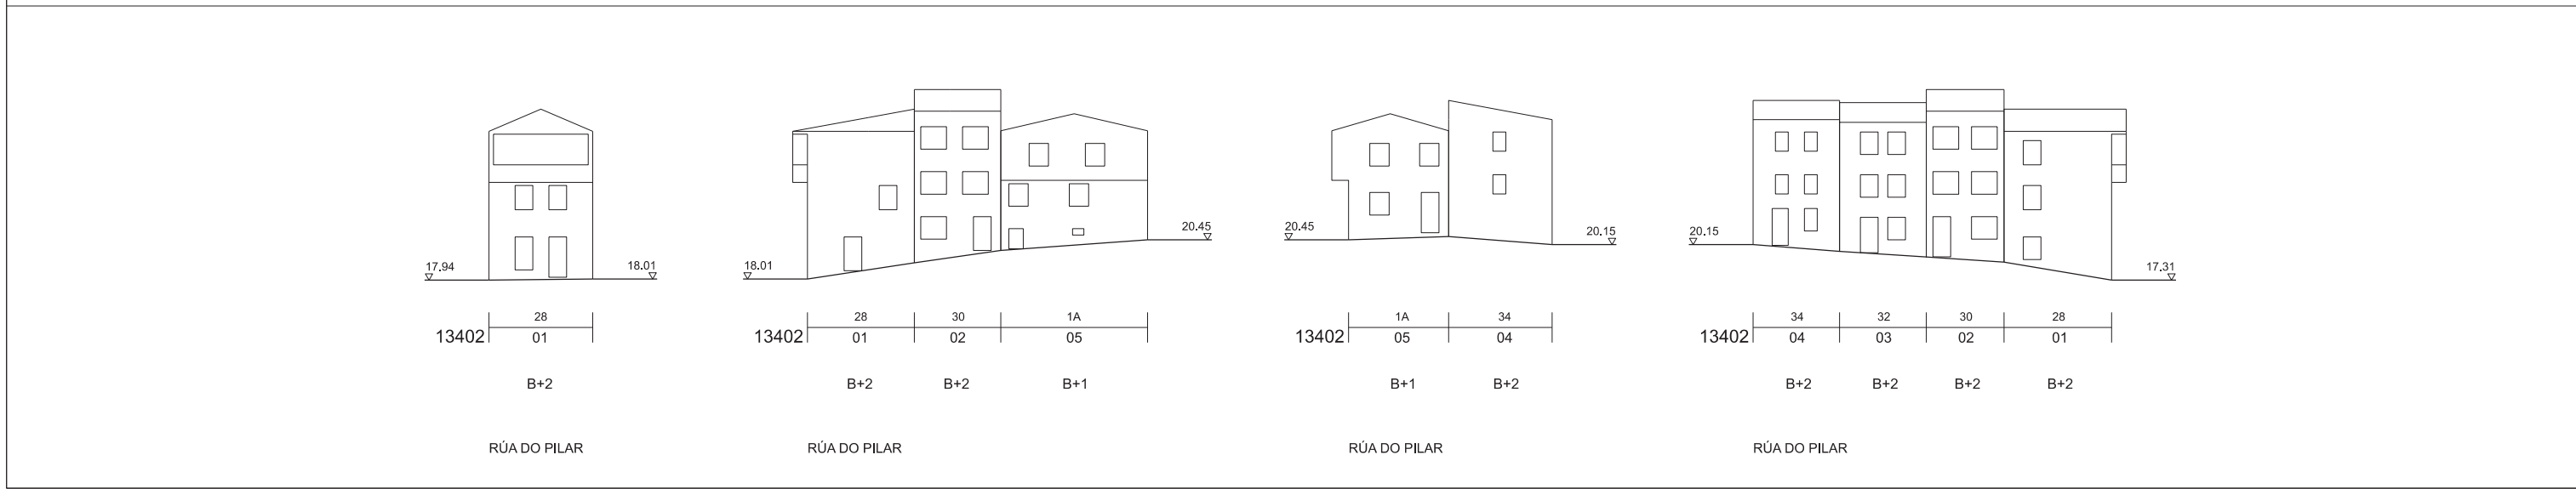 17.94 18.01 18.01 20.45 20.45 20.15 20.15 17.31
28 28 30 1A 1A 34 34 32 30 28
13402 01 13402 01 02 05 13402 05 04 13402 04 03 02 01
B+2 B+2 B+2 B+1 B+1 B+2 B+2 B+2 B+2 B+2
RÚA DO PILAR RÚA DO PILAR RÚA DO PILAR RÚA DO PILAR